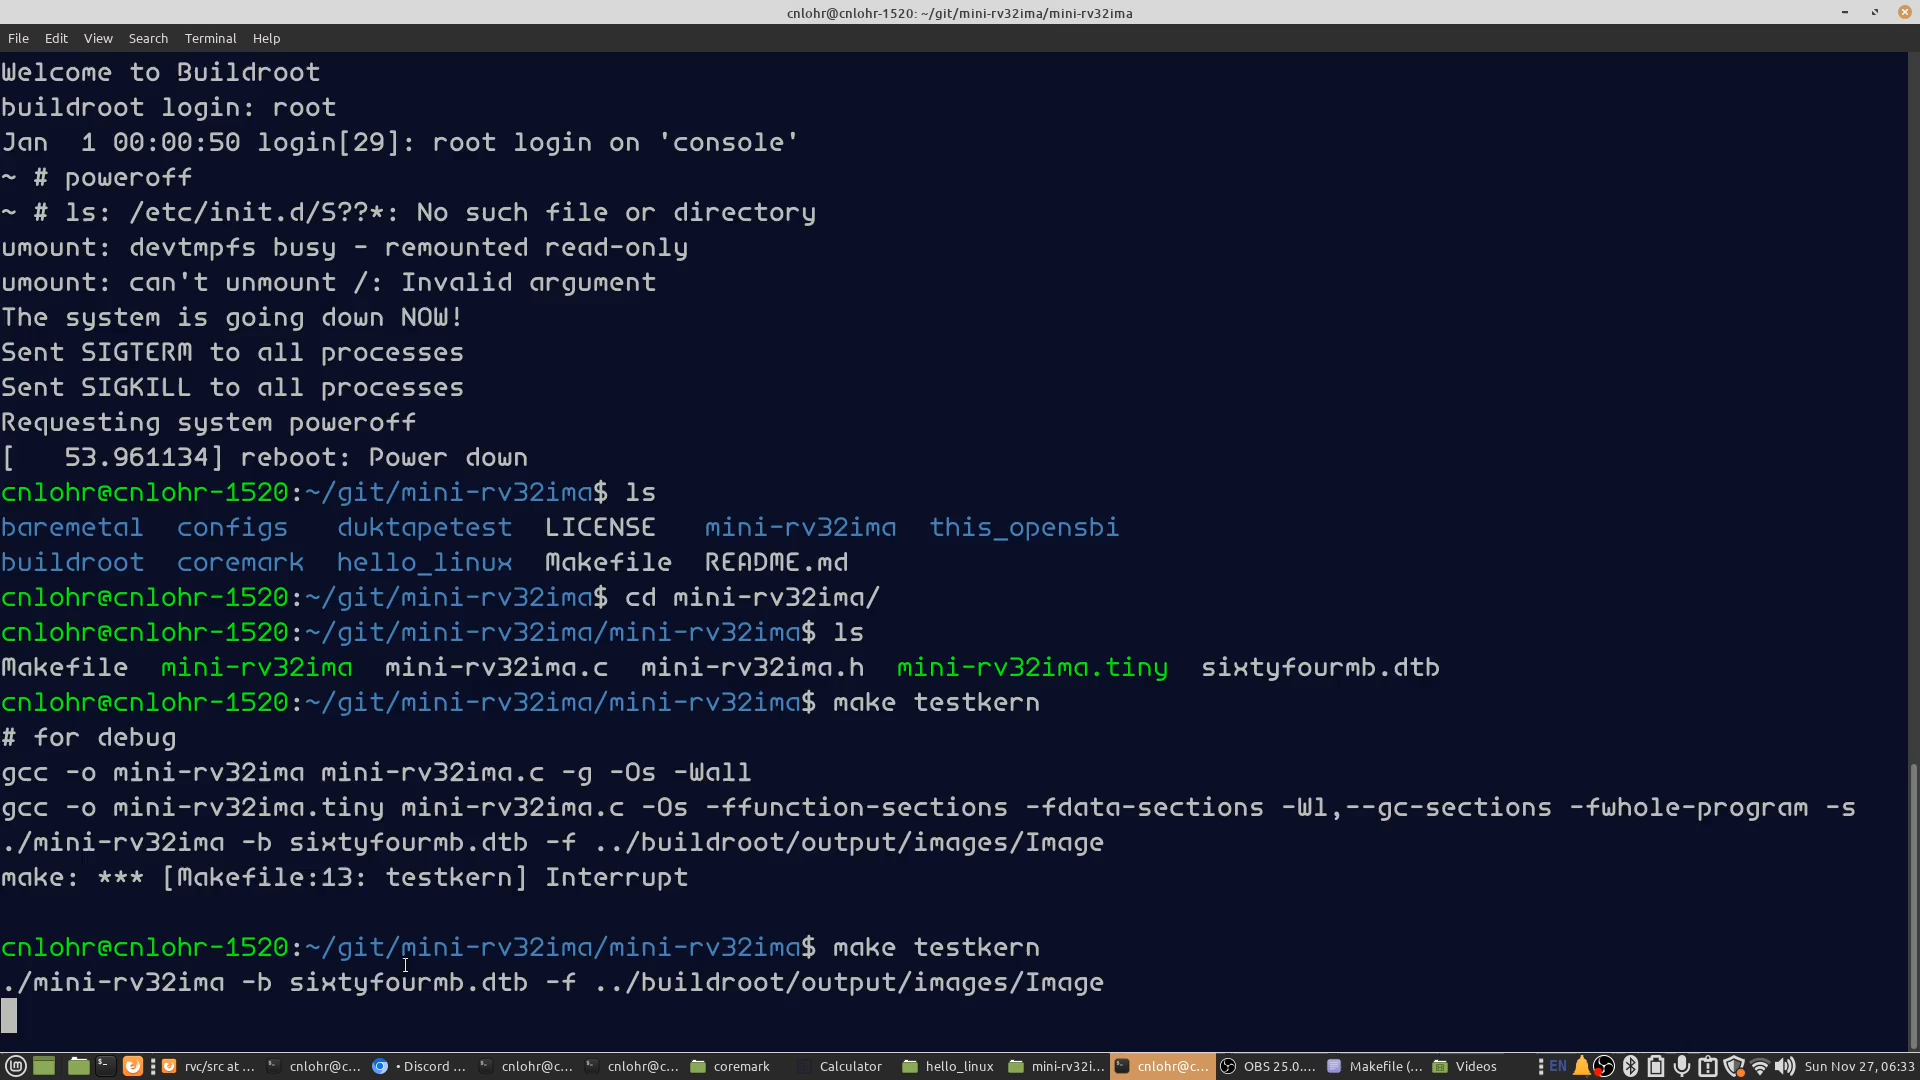 cnlohr@cnlohr-1520: ~/git/mini-rv32ima/mini-rv32ima
File Edit View Search Terminal Help
Welcome to Buildroot
buildroot login: root
Jan  1 00:00:50 login[29]: root login on 'console'
~ # poweroff
~ # ls: /etc/init.d/S??*: No such file or directory
umount: devtmpfs busy - remounted read-only
umount: can't unmount /: Invalid argument
The system is going down NOW!
Sent SIGTERM to all processes
Sent SIGKILL to all processes
Requesting system poweroff
[   53.961134] reboot: Power down
cnlohr@cnlohr-1520:~/git/mini-rv32ima$ ls
baremetal  configs   duktapetest  LICENSE   mini-rv32ima  this_opensbi
buildroot  coremark  hello_linux  Makefile  README.md
cnlohr@cnlohr-1520:~/git/mini-rv32ima$ cd mini-rv32ima/
cnlohr@cnlohr-1520:~/git/mini-rv32ima/mini-rv32ima$ ls
Makefile  mini-rv32ima  mini-rv32ima.c  mini-rv32ima.h  mini-rv32ima.tiny  sixtyfourmb.dtb
cnlohr@cnlohr-1520:~/git/mini-rv32ima/mini-rv32ima$ make testkern
# for debug
gcc -o mini-rv32ima mini-rv32ima.c -g -Os -Wall
gcc -o mini-rv32ima.tiny mini-rv32ima.c -Os -ffunction-sections -fdata-sections -Wl,--gc-sections -fwhole-program -s
./mini-rv32ima -b sixtyfourmb.dtb -f ../buildroot/output/images/Image
make: *** [Makefile:13: testkern] Interrupt
cnlohr@cnlohr-1520:~/git/mini-rv32ima/mini-rv32ima$ make testkern
./mini-rv32ima -b sixtyfourmb.dtb -f ../buildroot/output/images/Image
rvc/src at ... cnlohr@c... • Discord ... cnlohr@c... cnlohr@c... coremark Calculator hello_linux mini-rv32i... cnlohr@c... OBS 25.0.... Makefile (... Videos EN Sun Nov 27, 06:33